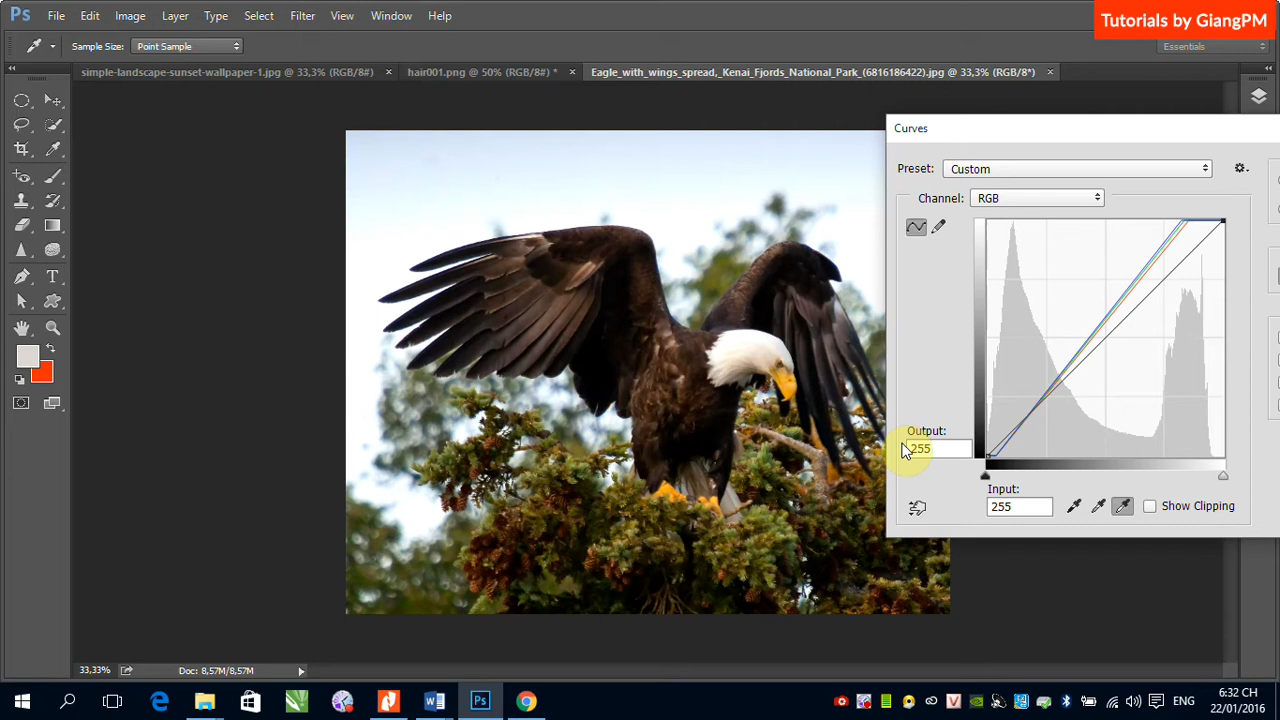 Ps File Edit Image Layer Type Select Filter View Window Help
Tutorials by GiangPM
Sample Size: Point Sample
Essentials
simple-landscape-sunset-wallpaper-1.jpg @ 33,3% (RGB/8#) × hair001.png @ 50% (RGB/8#) * × Eagle_with_wings_spread,_Kenai_Fjords_National_Park_(6816186422).jpg @ 33,3% (RGB/8*) ×
Curves
Preset: Custom
Channel: RGB
Output:
255
Input:
255
Show Clipping
33,33% Doc: 8,57M/8,57M
ENG
6:32 CH
22/01/2016